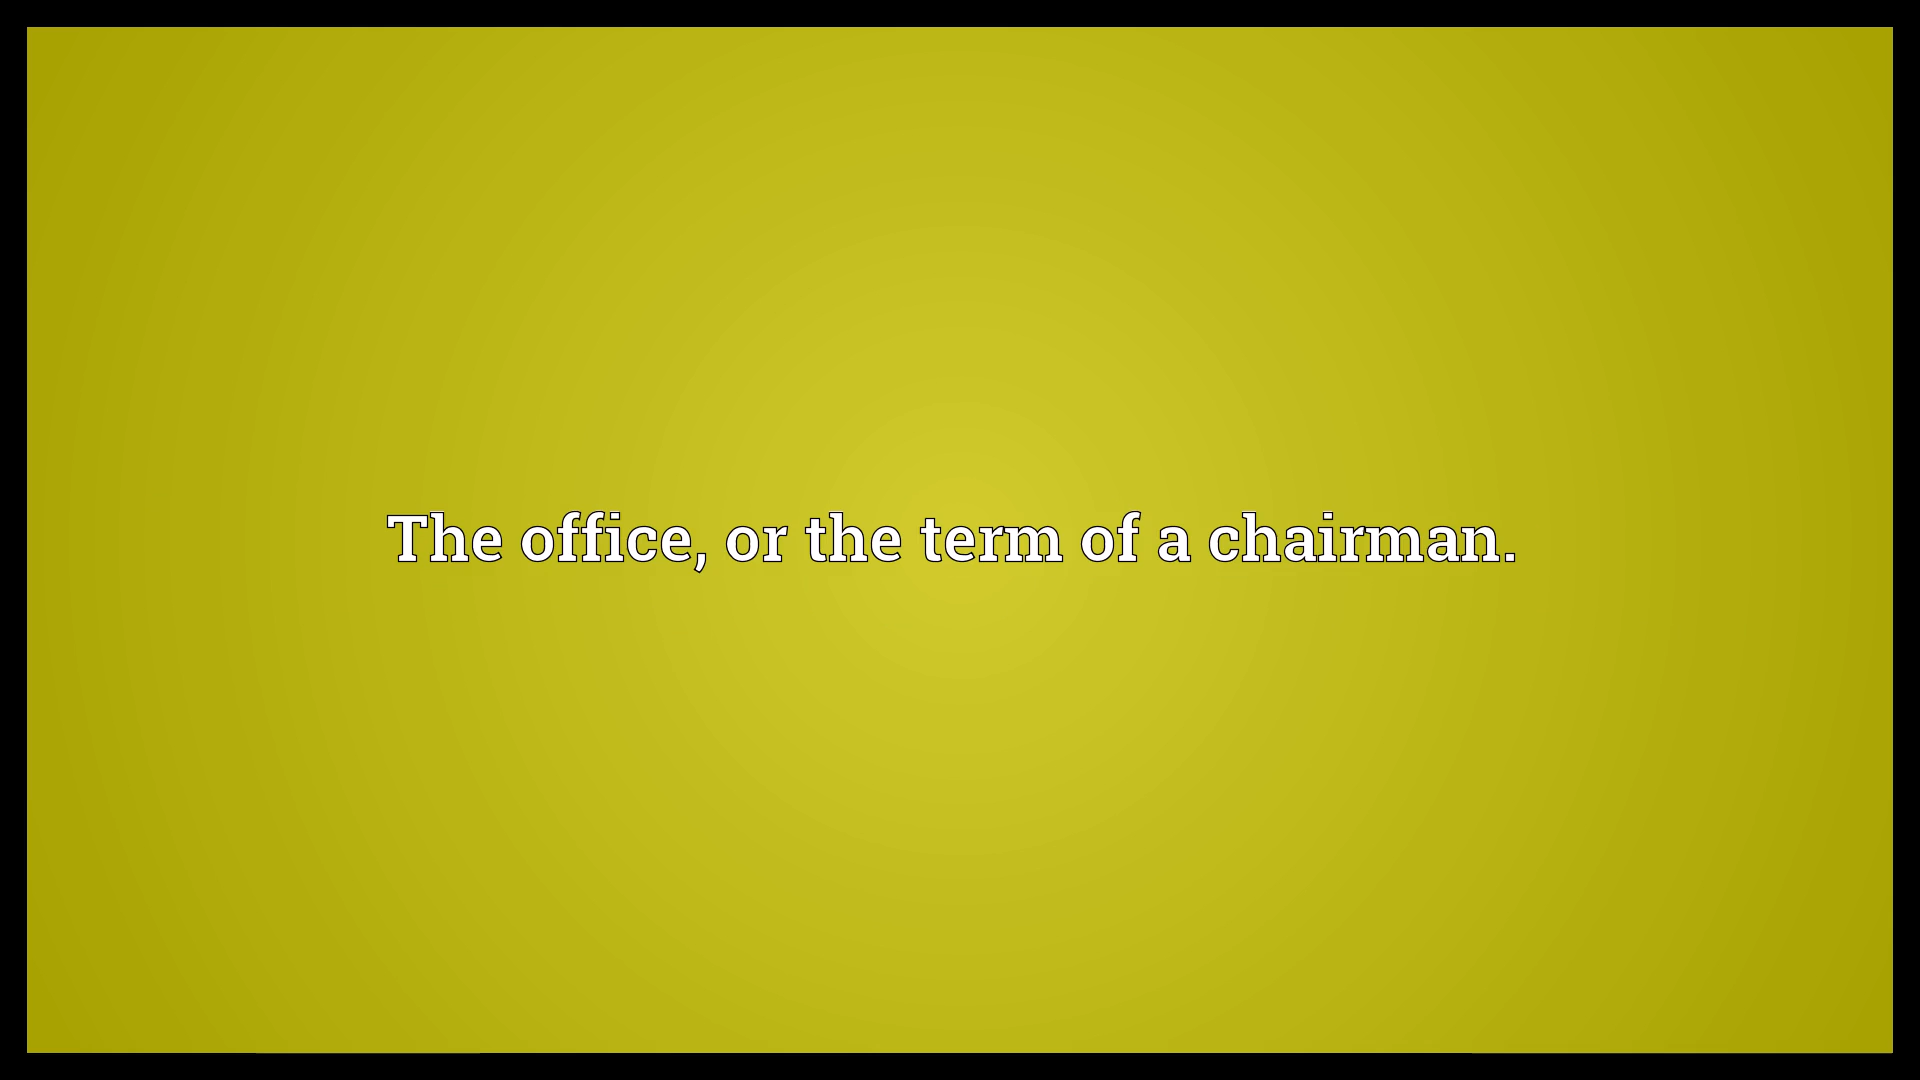 The office, or the term of a chairman.